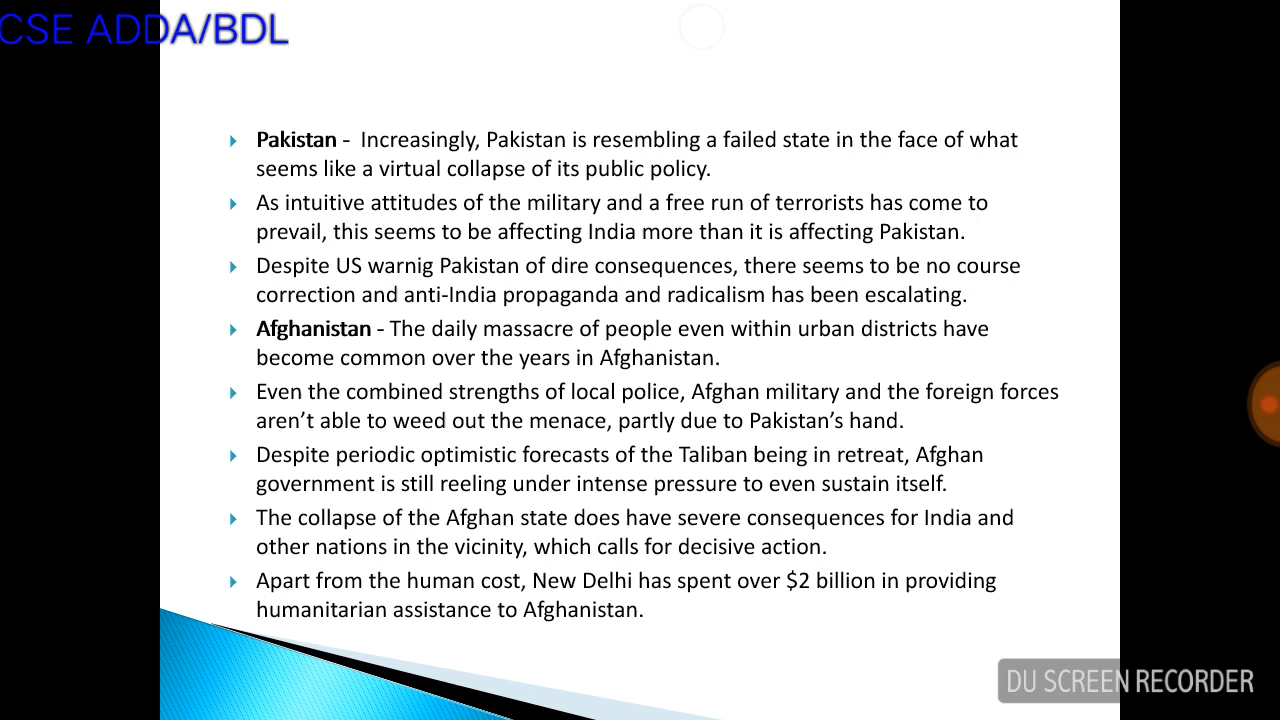 CSE ADDA/BDL
Pakistan - Increasingly, Pakistan is resembling a failed state in the face of what
seems like a virtual collapse of its public policy.
As intuitive attitudes of the military and a free run of terrorists has come to
prevail, this seems to be affecting India more than it is affecting Pakistan.
Despite US warnig Pakistan of dire consequences, there seems to be no course
correction and anti-India propaganda and radicalism has been escalating.
Afghanistan - The daily massacre of people even within urban districts have
become common over the years in Afghanistan.
Even the combined strengths of local police, Afghan military and the foreign forces
aren't able to weed out the menace, partly due to Pakistan's hand.
Despite periodic optimistic forecasts of the Taliban being in retreat, Afghan
government is still reeling under intense pressure to even sustain itself.
The collapse of the Afghan state does have severe consequences for India and
other nations in the vicinity, which calls for decisive action.
Apart from the human cost, New Delhi has spent over $2 billion in providing
humanitarian assistance to Afghanistan.
DU SCREEN RECORDER